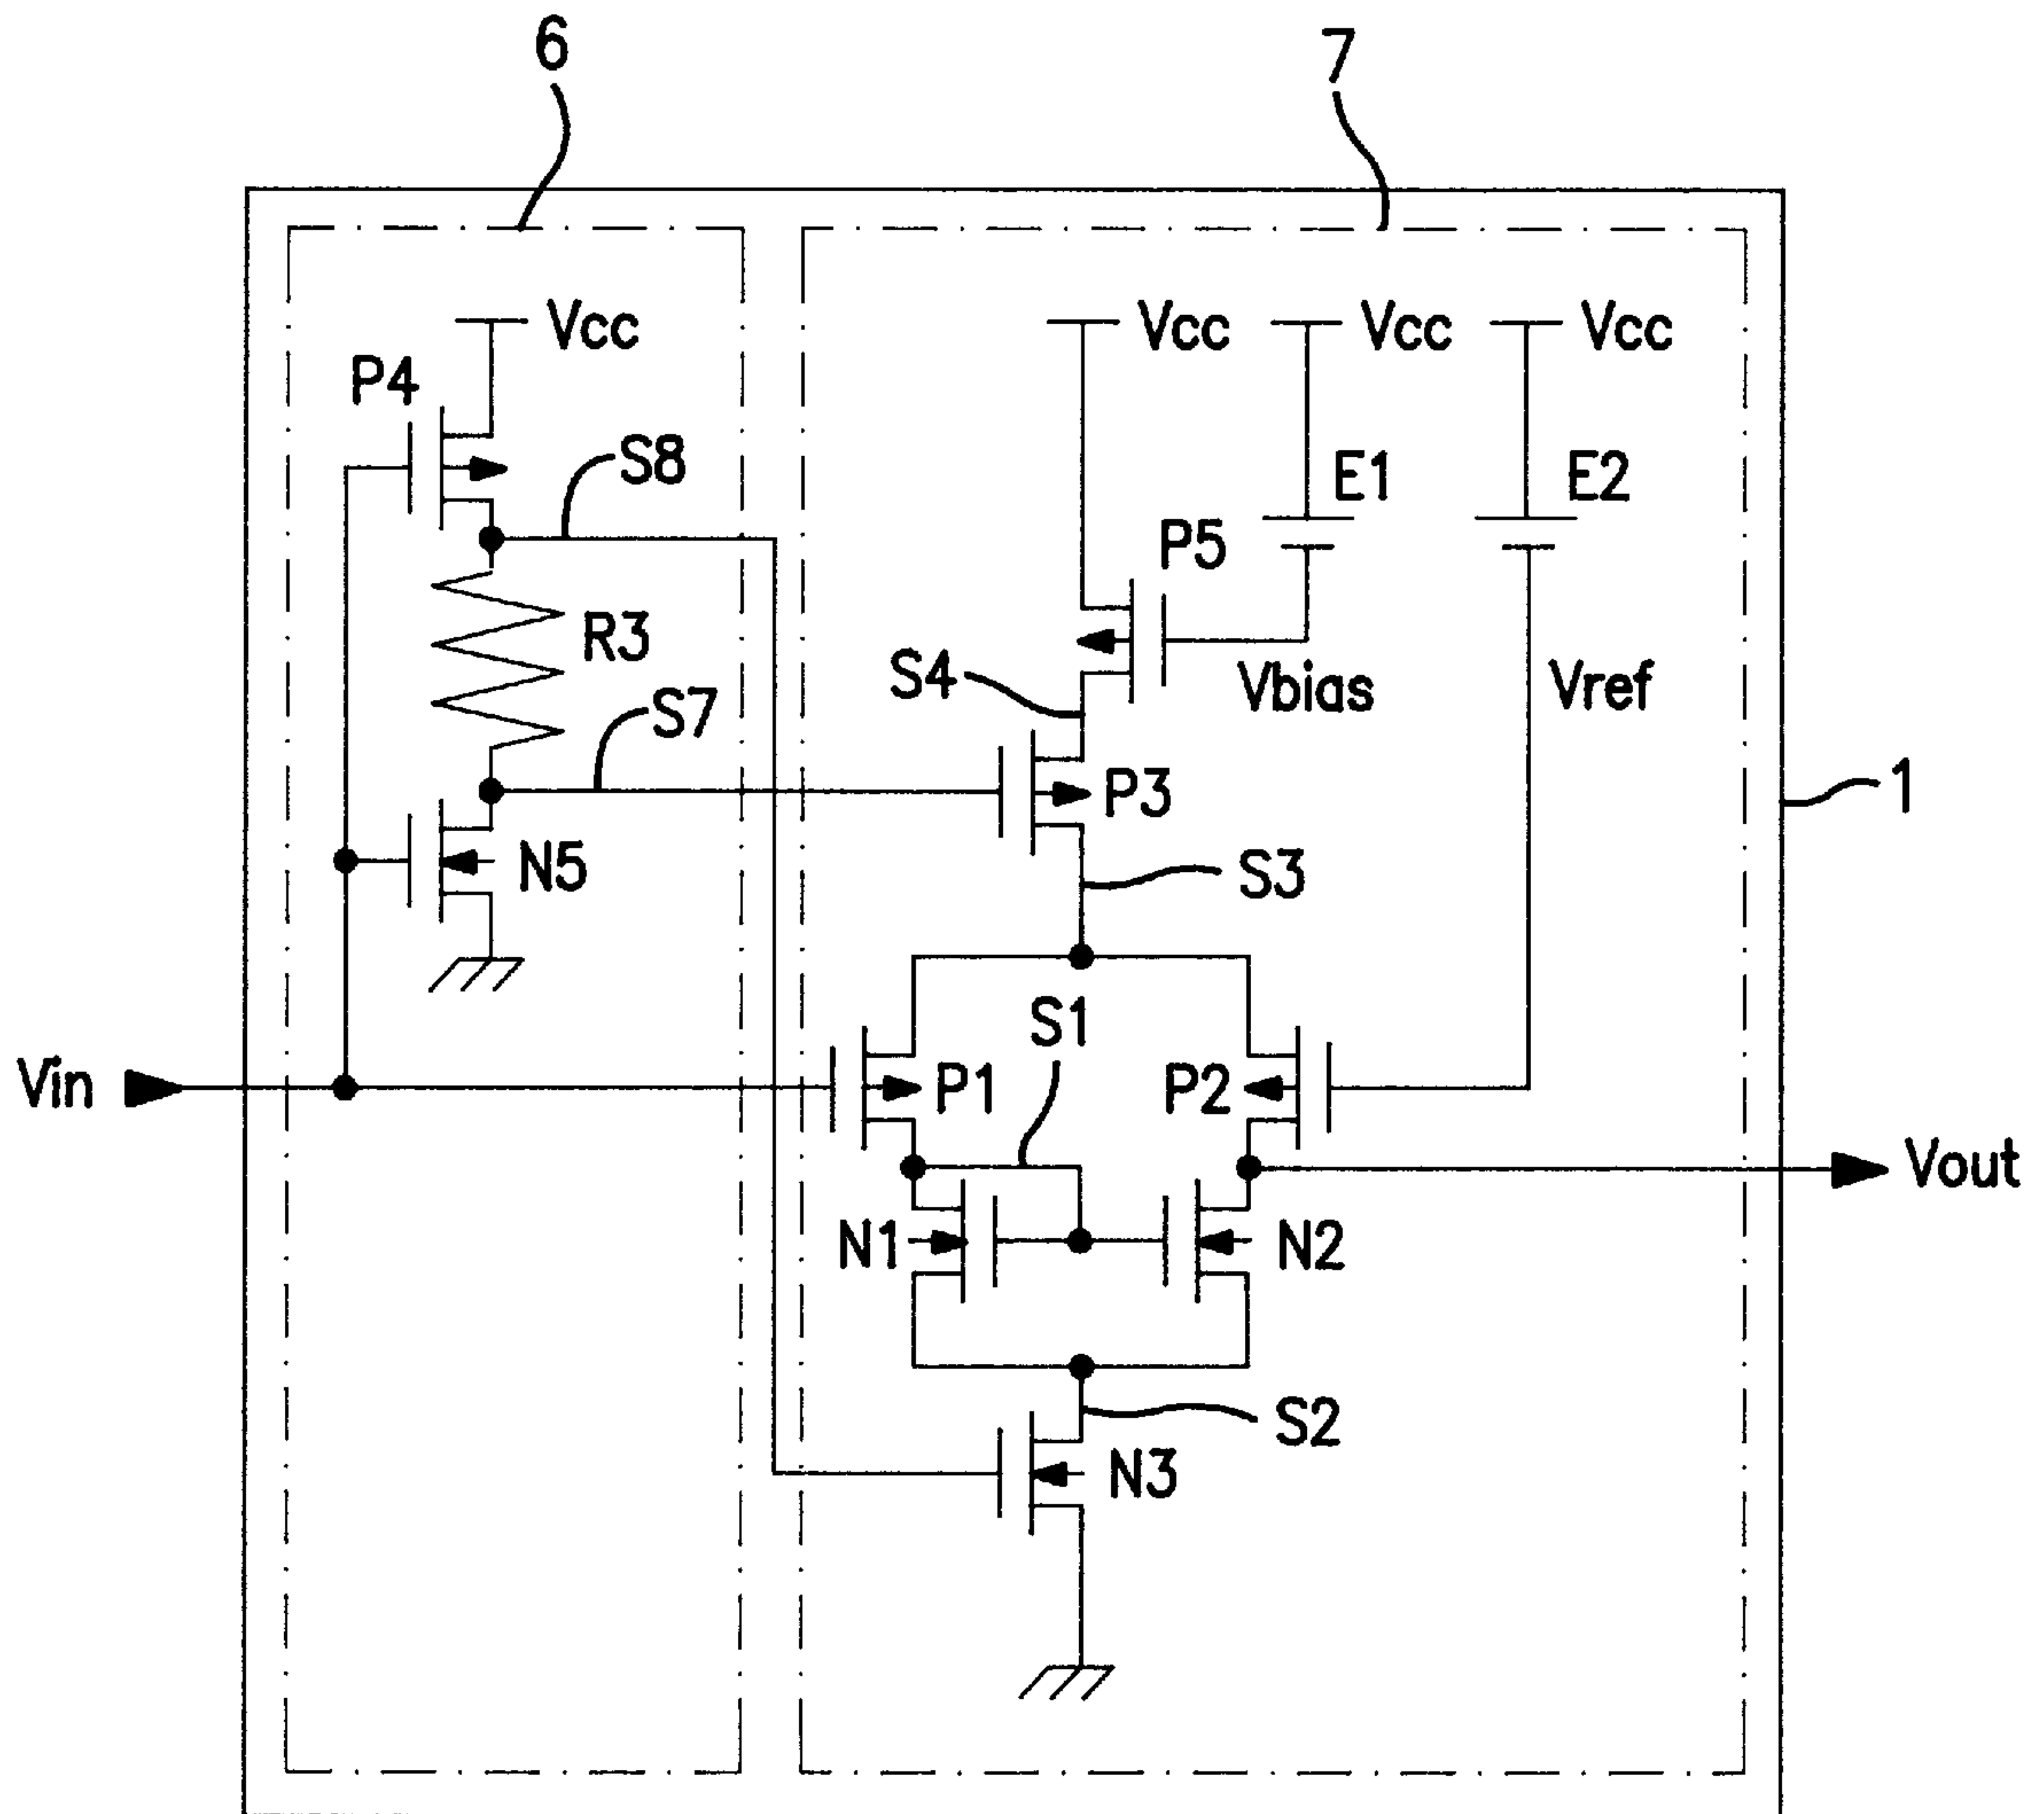 6
7
Vcc
Vcc
Vcc
Vcc
P4
S8
E1
E2
P5
R3
S4
Vbias
Vref
S7
P3
1
N5
S3
S1
Vin
P1
P2
Vout
N1
N2
S2
N3